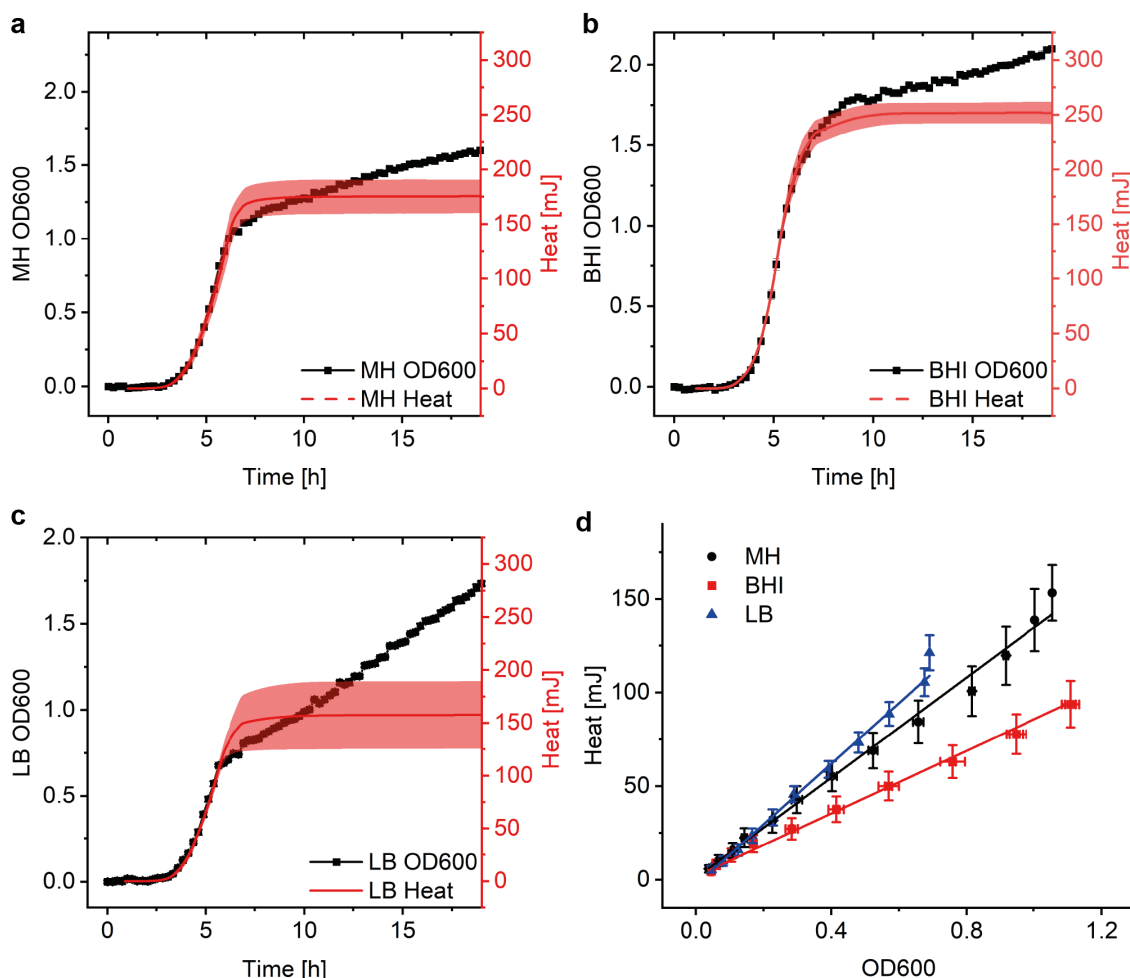 a
MH OD600
0.0
0.5
1.0
1.5
2.0
0
50
100
150
200
250
300
Heat [mJ]
MH OD600
MH Heat
0
5
10
15
Time [h]
b
BHI OD600
0.0
0.5
1.0
1.5
2.0
0
50
100
150
200
250
300
Heat [mJ]
BHI OD600
BHI Heat
0
5
10
15
Time [h]
c
LB OD600
0.0
0.5
1.0
1.5
2.0
0
50
100
150
200
250
300
Heat [mJ]
LB OD600
LB Heat
0
5
10
15
Time [h]
d
MH
BHI
LB
Heat [mJ]
0
50
100
150
0.0
0.4
0.8
1.2
OD600